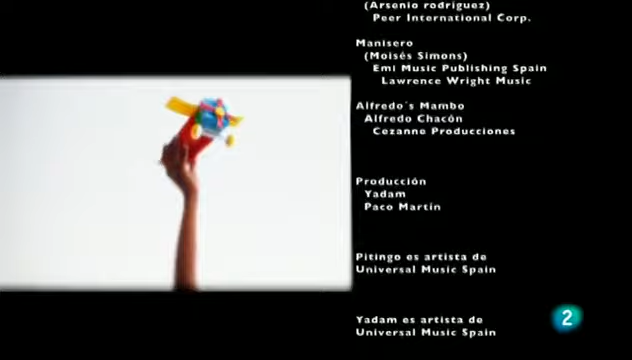 (Arsenio rodríguez)
Peer International Corp.
Manisero
(Moisés Simons)
Emi Music Publishing Spain
Lawrence Wright Music
Alfredo´s Mambo
Alfredo Chacón
Cezanne Producciones
Producción
Yadam
Paco Martín
Pitingo es artista de
Universal Music Spain
Yadam es artista de
Universal Music Spain
2